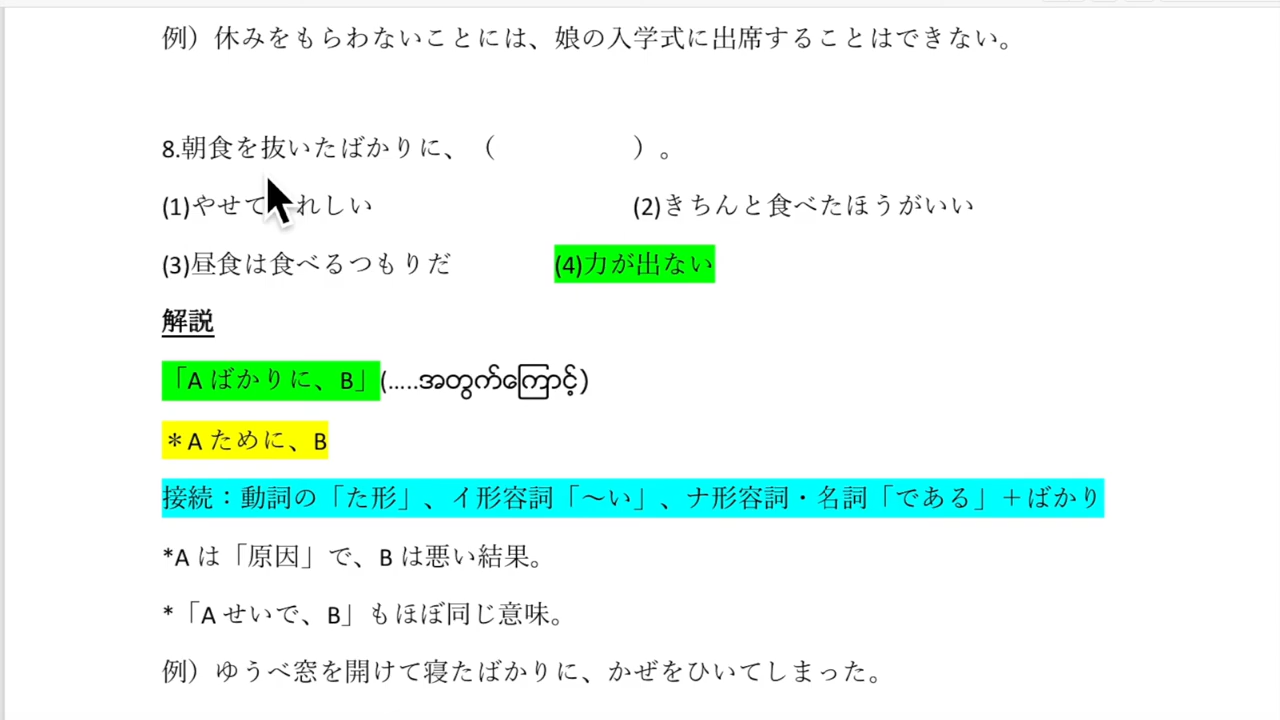 例）休みをもらわないことには、娘の入学式に出席することはできない。
8.朝食を抜いたばかりに、（　　　　　）。
(1)やせて れしい　　　　　(2)きちんと食べたほうがいい
(3)昼食は食べるつもりだ　　　(4)力が出ない
解説
「A ばかりに、B」(.....အတွက်ကြောင့်)
＊A ために、B
接続：動詞の「た形」、イ形容詞「～い」、ナ形容詞・名詞「である」＋ばかり
*A は「原因」で、B は悪い結果。
*「A せいで、B」もほぼ同じ意味。
例）ゆうべ窓を開けて寝たばかりに、かぜをひいてしまった。